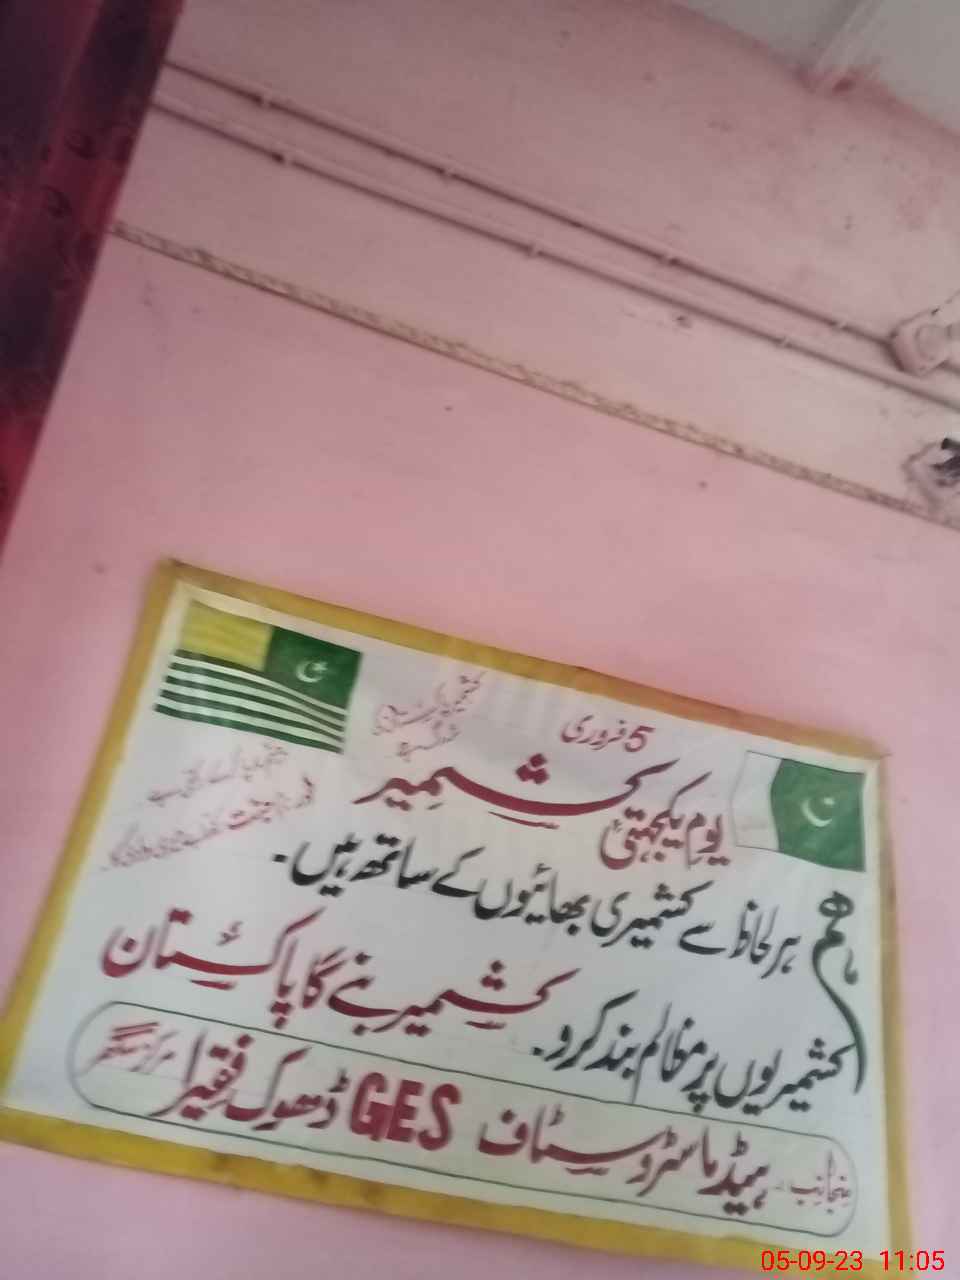 5 فروری
یومِ یکجہتیٔ کشمیر
ہم ہر لحاظ سے کشمیری بھائیوں کے ساتھ ہیں۔
کشمیریوں پر مظالم بند کرو۔ کشمیر بنے گا پاکستان
منجانب۔ ہیڈ ماسٹر و سٹاف GES ڈھوک فقیرا
05-09-23 11:05